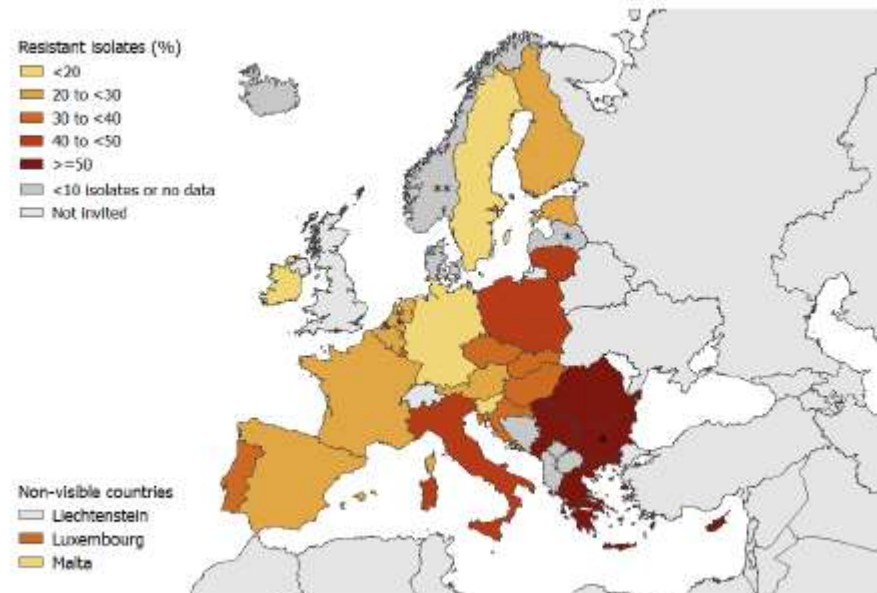 Resistant isolates (%)
<20
20 to <30
30 to <40
40 to <50
>=50
<10 isolates or no data
Not invited
**
*
*
Non-visible countries
Liechtenstein
Luxembourg
Malta